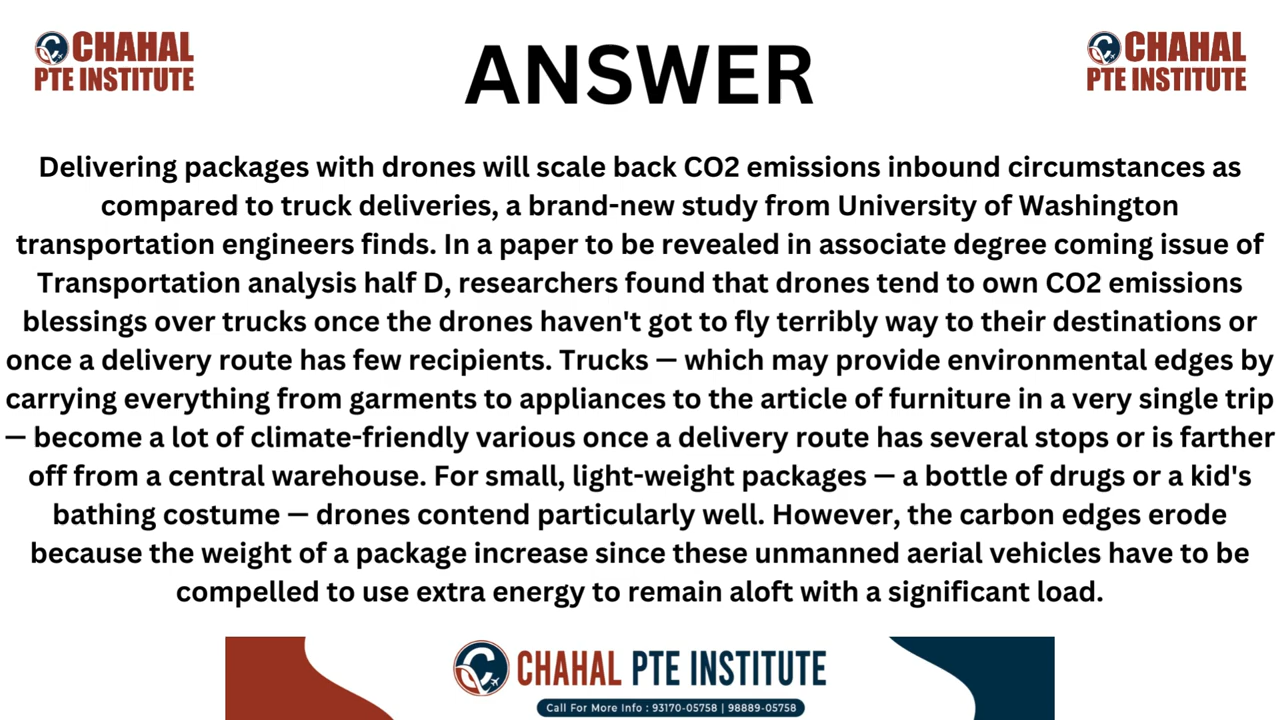 CHAHAL
PTE INSTITUTE
ANSWER
CHAHAL
PTE INSTITUTE
Delivering packages with drones will scale back CO2 emissions inbound circumstances as
compared to truck deliveries, a brand-new study from University of Washington
transportation engineers finds. In a paper to be revealed in associate degree coming issue of
Transportation analysis half D, researchers found that drones tend to own CO2 emissions
blessings over trucks once the drones haven't got to fly terribly way to their destinations or
once a delivery route has few recipients. Trucks — which may provide environmental edges by
carrying everything from garments to appliances to the article of furniture in a very single trip
— become a lot of climate-friendly various once a delivery route has several stops or is farther
off from a central warehouse. For small, light-weight packages — a bottle of drugs or a kid's
bathing costume — drones contend particularly well. However, the carbon edges erode
because the weight of a package increase since these unmanned aerial vehicles have to be
compelled to use extra energy to remain aloft with a significant load.
CHAHAL PTE INSTITUTE
Call For More Info : 93170-05758 | 98889-05758